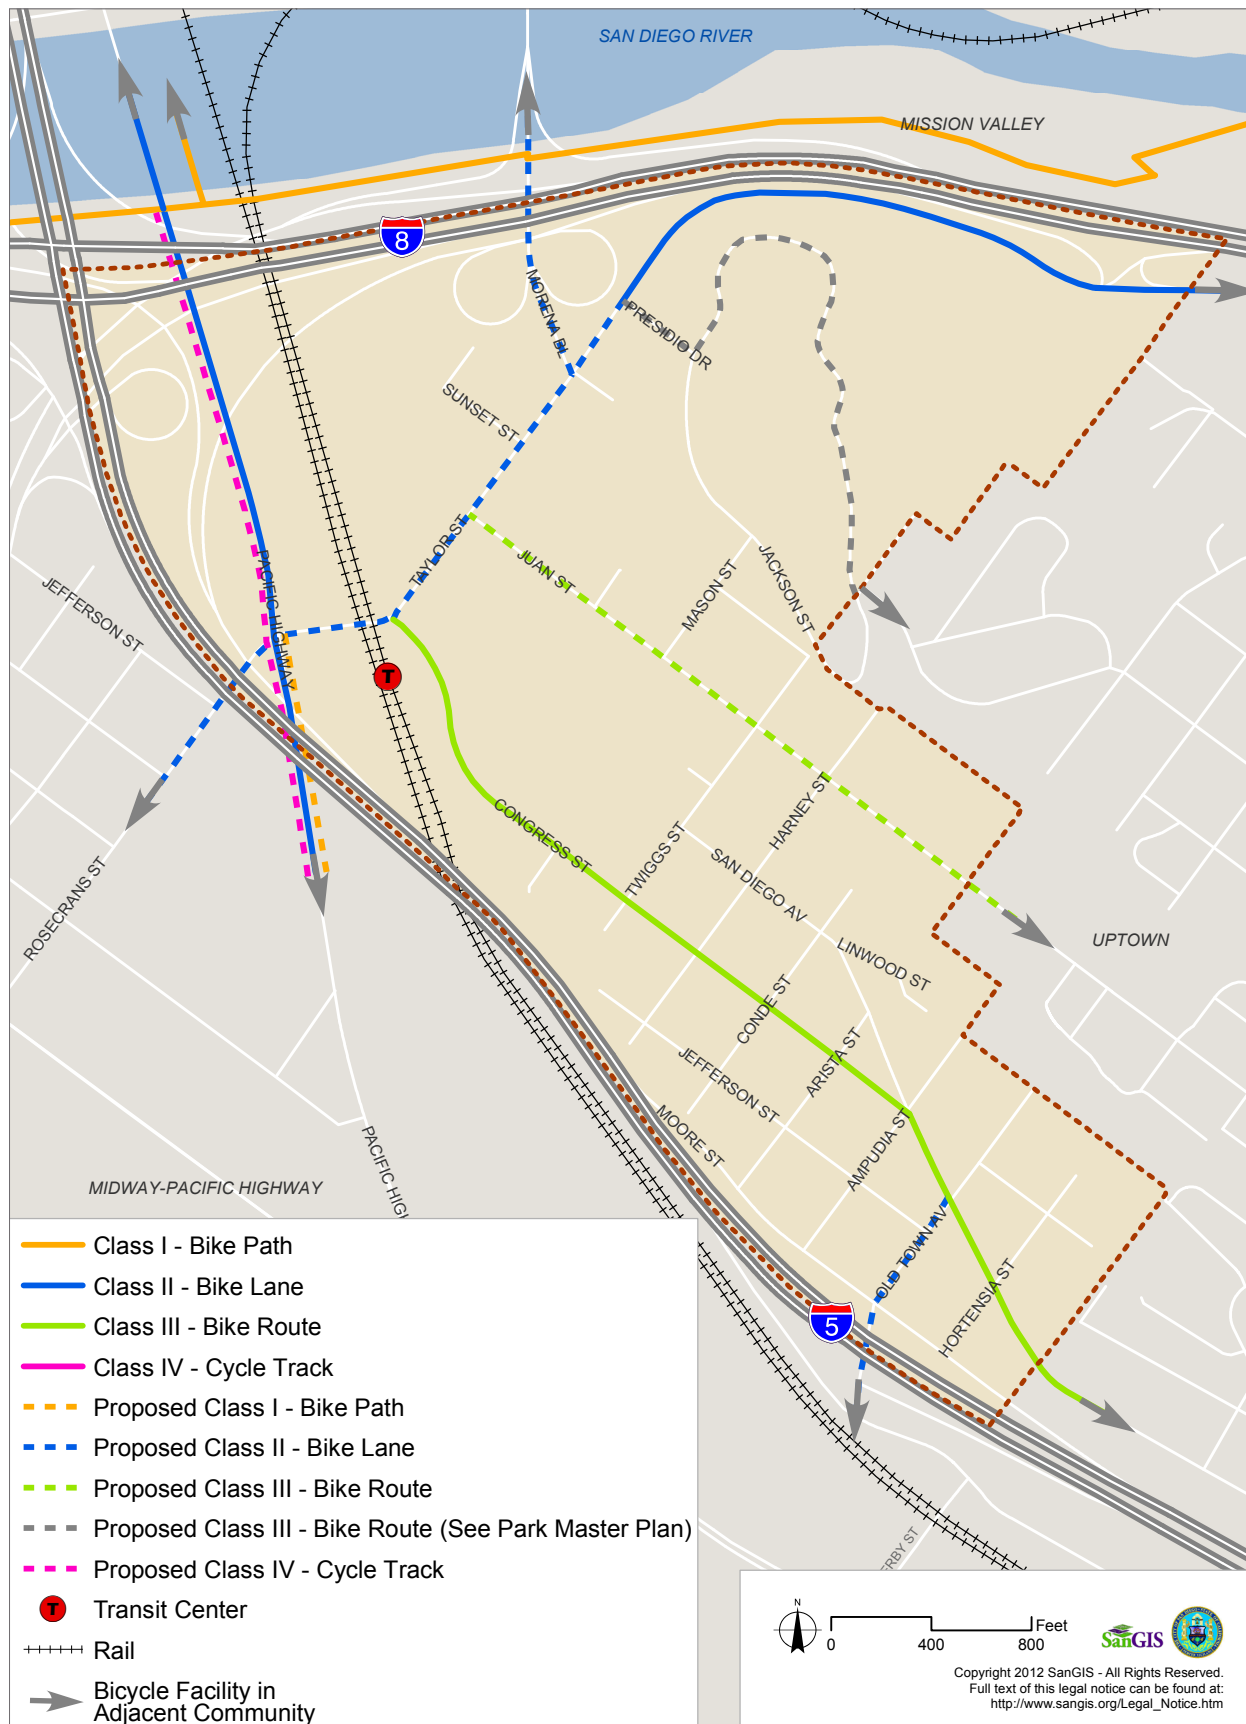 SAN DIEGO RIVER
MISSION VALLEY
8
MORENA BL
PRESIDIO DR
SUNSET ST
TAYLOR ST
JUAN ST
MASON ST
JACKSON ST
PACIFIC HIGHWAY
JEFFERSON ST
T
CONGRESS ST
TWIGGS ST
HARNEY ST
SAN DIEGO AV
LINWOOD ST
ROSECRANS ST
UPTOWN
CONDE ST
ARISTA ST
JEFFERSON ST
MOORE ST
AMPUDIA ST
PACIFIC HIGH
MIDWAY-PACIFIC HIGHWAY
OLD TOWN AV
HORTENSIA ST
5
ERBY ST
Class I - Bike Path
Class II - Bike Lane
Class III - Bike Route
Class IV - Cycle Track
Proposed Class I - Bike Path
Proposed Class II - Bike Lane
Proposed Class III - Bike Route
Proposed Class III - Bike Route (See Park Master Plan)
Proposed Class IV - Cycle Track
T Transit Center
Rail
Bicycle Facility in
Adjacent Community
N
Feet
0 400 800
SanGIS
Copyright 2012 SanGIS - All Rights Reserved.
Full text of this legal notice can be found at:
http://www.sangis.org/Legal_Notice.htm